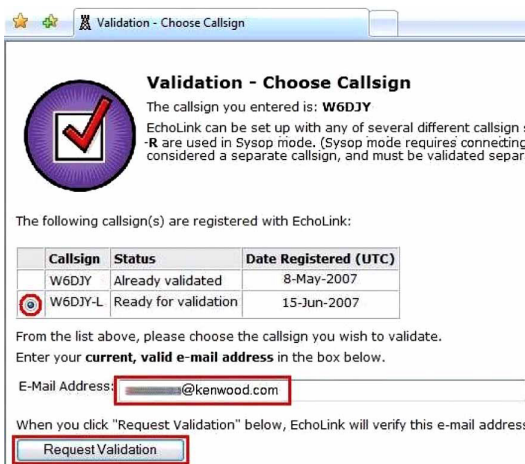 Validation - Choose Callsign
Validation - Choose Callsign
The callsign you entered is: W6DJY
EchoLink can be set up with any of several different callsign
-R are used in Sysop mode. (Sysop mode requires connecting
considered a separate callsign, and must be validated
The following callsign(s) are registered with EchoLink:
Callsign Status Date Registered (UTC)
W6DJY Already validated 8-May-2007
W6DJY-L Ready for validation 15-Jun-2007
From the list above, please choose the callsign you wish to validate.
Enter your current, valid e-mail address in the box below.
E-Mail Address: @kenwood.com
When you click "Request Validation" below, EchoLink will verify this e-mail address
Request Validation